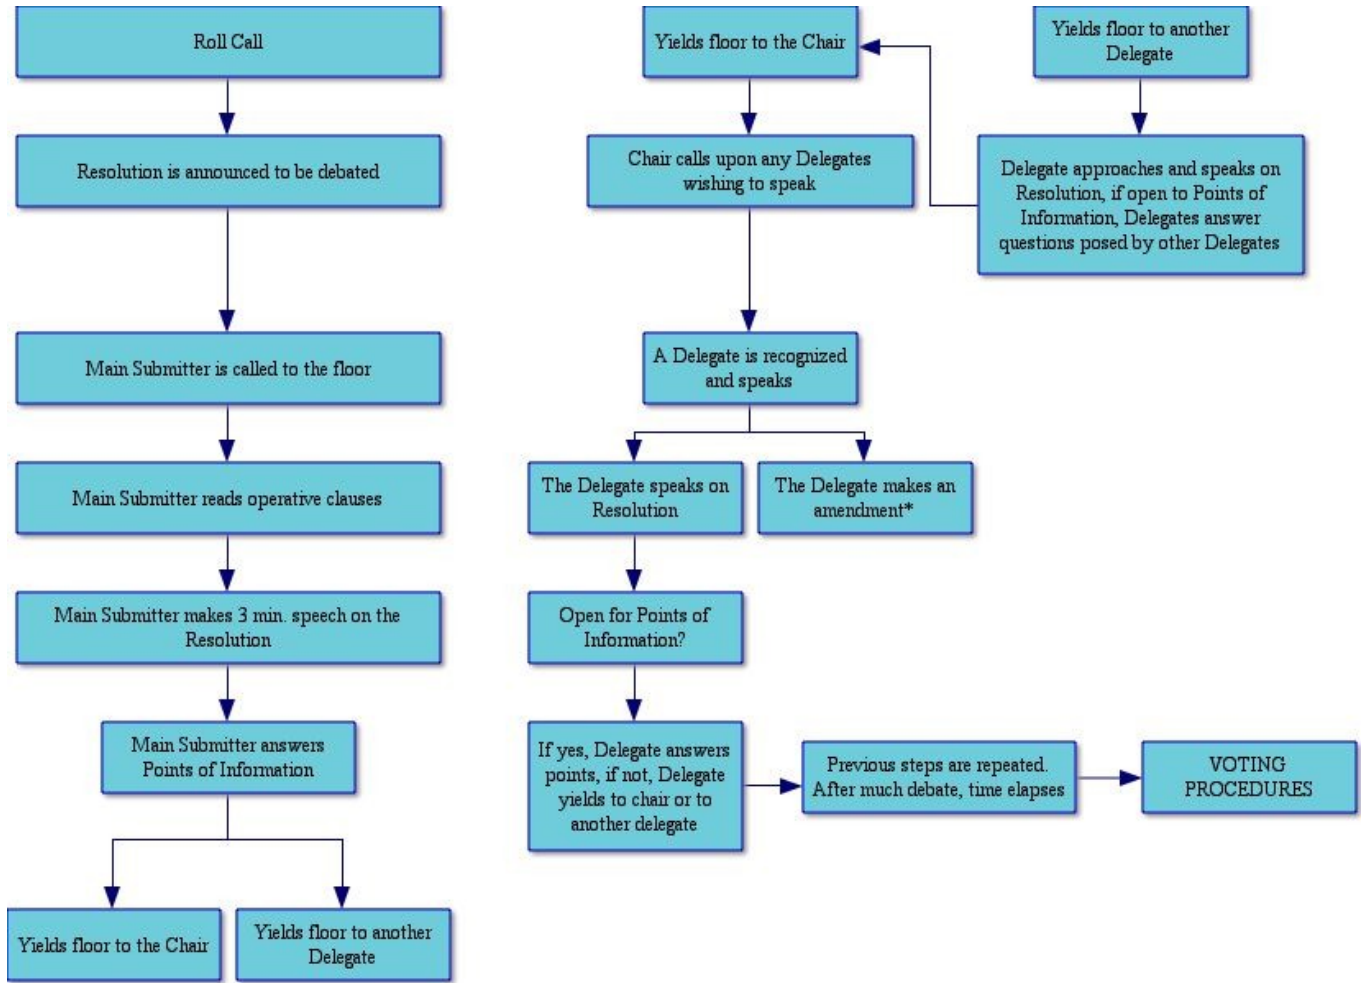 Roll Call
Resolution is announced to be debated
Main Submitter is called to the floor
Main Submitter reads operative clauses
Main Submitter makes 3 min. speech on the
Resolution
Main Submitter answers
Points of Information
Yields floor to the Chair
Yields floor to another
Delegate
Yields floor to the Chair
Chair calls upon any Delegates
wishing to speak
A Delegate is recognized
and speaks
The Delegate speaks on
Resolution
The Delegate makes an
amendment*
Open for Points of
Information?
If yes, Delegate answers
points, if not, Delegate
yields to chair or to
another delegate
Previous steps are repeated.
After much debate, time elapses
VOTING
PROCEDURES
Yields floor to another
Delegate
Delegate approaches and speaks on
Resolution, if open to Points of
Information, Delegates answer
questions posed by other Delegates